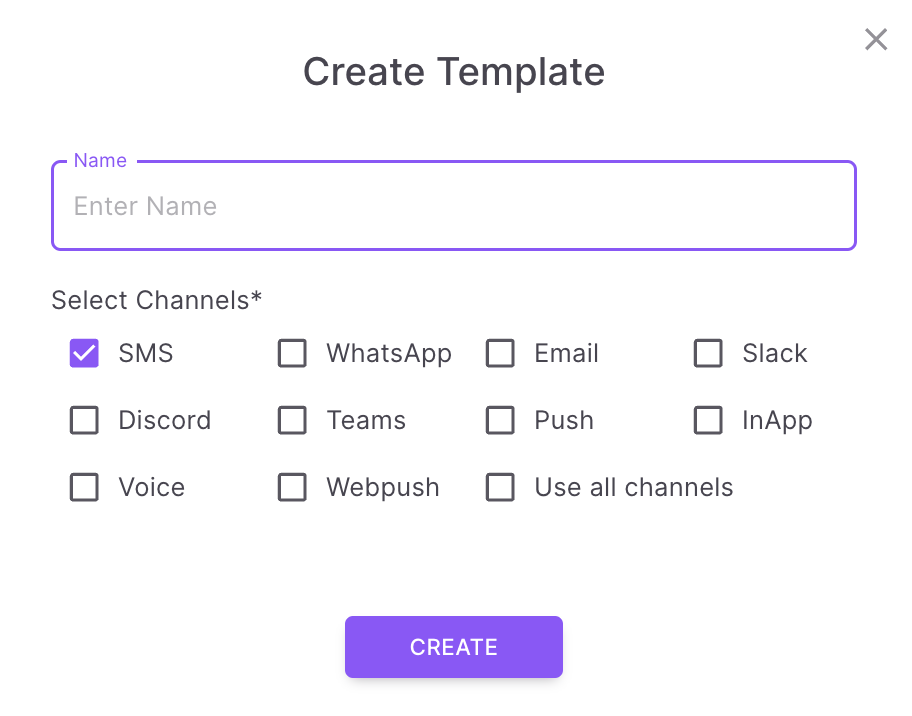 Create Template
Name
Enter Name
Select Channels*
SMS WhatsApp Email Slack
Discord Teams Push InApp
Voice Webpush Use all channels
CREATE